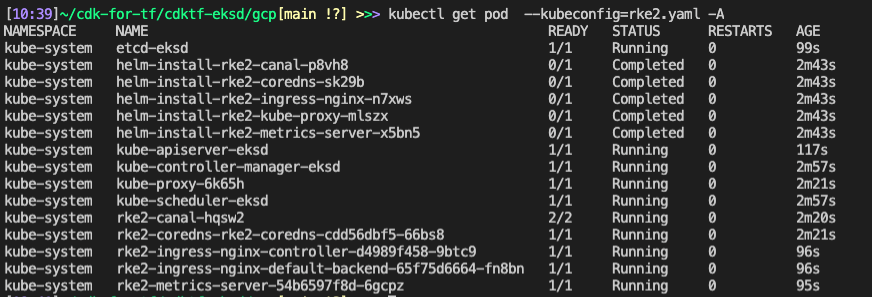 [10:39]~/cdk-for-tf/cdktf-eksd/gcp[main !?] >>> kubectl get pod --kubeconfig=rke2.yaml -A
NAMESPACE NAME READY STATUS RESTARTS AGE
kube-system etcd-eksd 1/1 Running 0 99s
kube-system helm-install-rke2-canal-p8vh8 0/1 Completed 0 2m43s
kube-system helm-install-rke2-coredns-sk29b 0/1 Completed 0 2m43s
kube-system helm-install-rke2-ingress-nginx-n7xws 0/1 Completed 0 2m43s
kube-system helm-install-rke2-kube-proxy-mlszx 0/1 Completed 0 2m43s
kube-system helm-install-rke2-metrics-server-x5bn5 0/1 Completed 0 2m43s
kube-system kube-apiserver-eksd 1/1 Running 0 117s
kube-system kube-controller-manager-eksd 1/1 Running 0 2m57s
kube-system kube-proxy-6k65h 1/1 Running 0 2m21s
kube-system kube-scheduler-eksd 1/1 Running 0 2m57s
kube-system rke2-canal-hqsw2 2/2 Running 0 2m20s
kube-system rke2-coredns-rke2-coredns-cdd56dbf5-66bs8 1/1 Running 0 2m21s
kube-system rke2-ingress-nginx-controller-d4989f458-9btc9 1/1 Running 0 96s
kube-system rke2-ingress-nginx-default-backend-65f75d6664-fn8bn 1/1 Running 0 96s
kube-system rke2-metrics-server-54b6597f8d-6gcpz 1/1 Running 0 95s